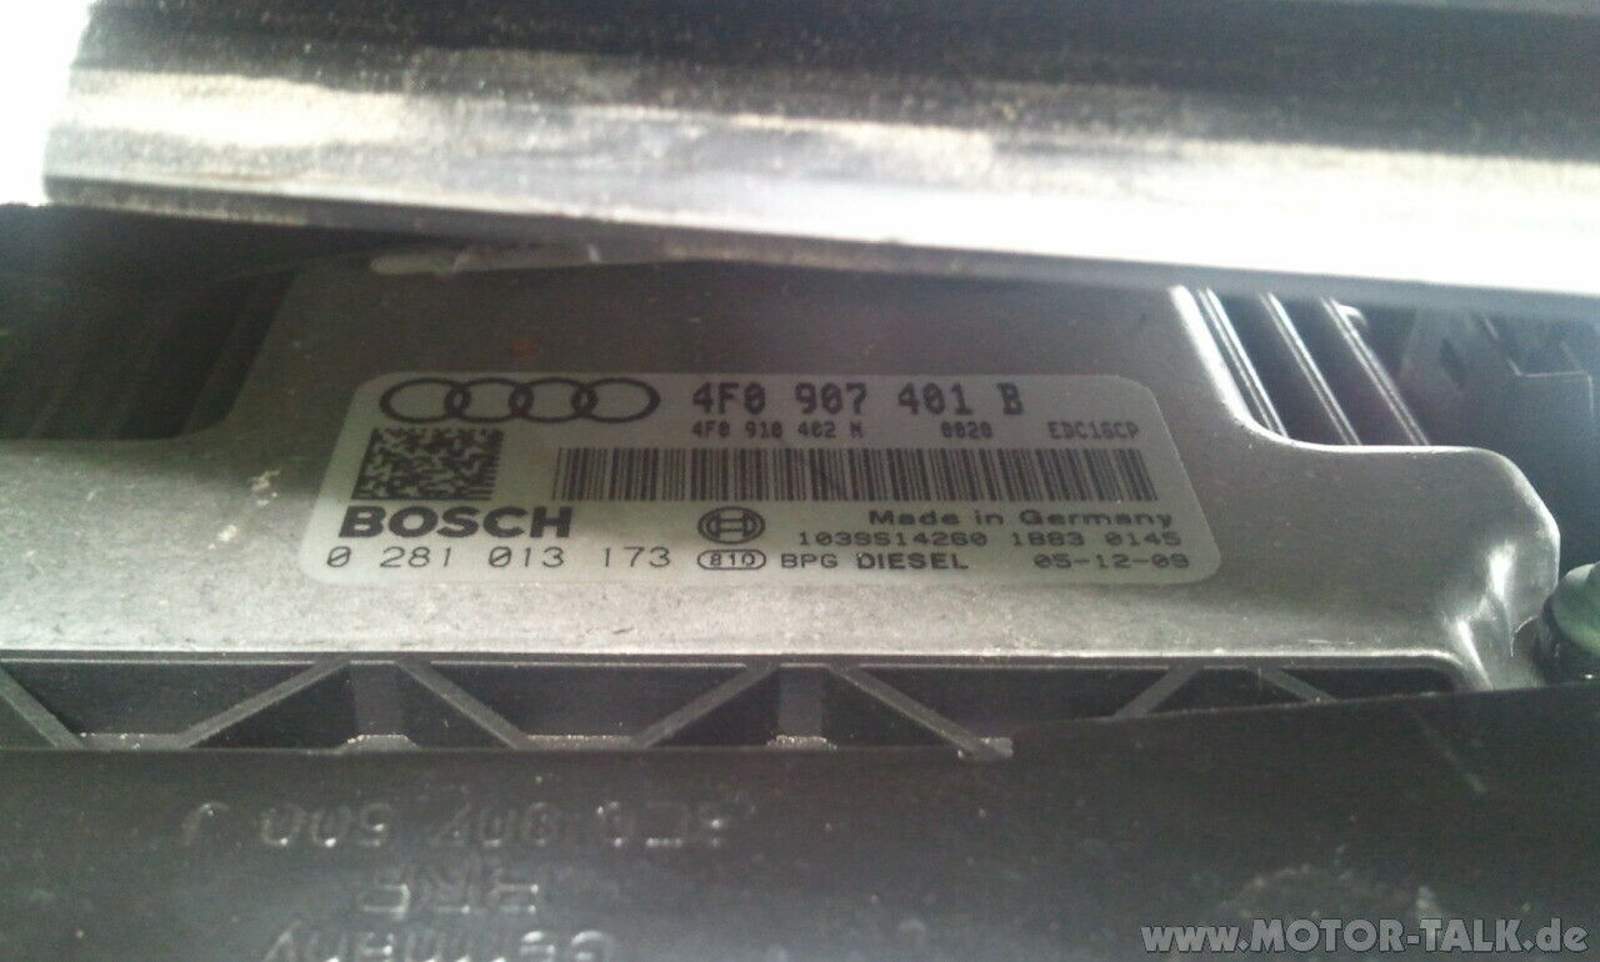 4F0 907 401 B
4F0 910 402 M 0020 EDC16CP
BOSCH
Made in Germany
1039S14260 1883 0145
0 281 013 173 810 BPG DIESEL 05-12-09
www.MOTOR-TALK.de